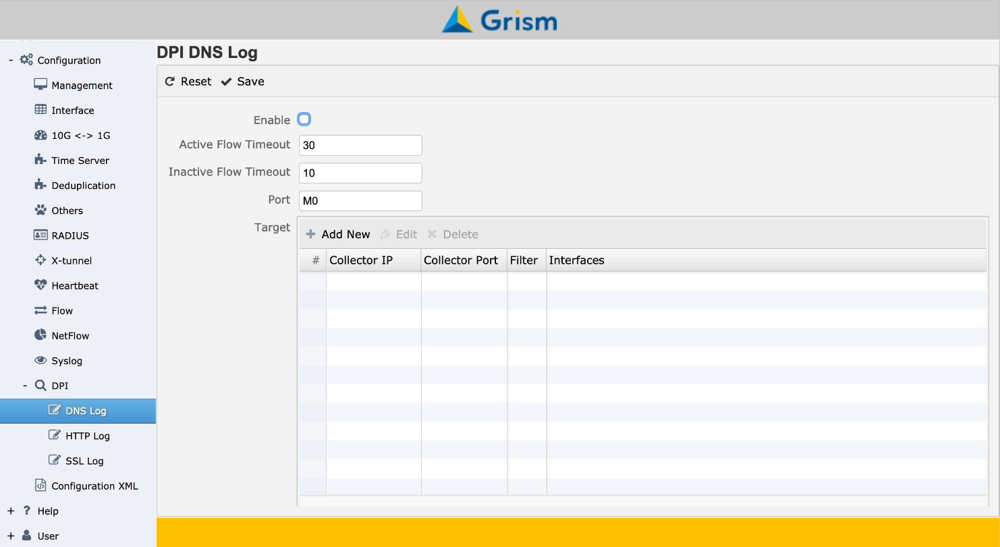 Grism
- Configuration
Management
Interface
10G <-> 1G
Time Server
Deduplication
Others
RADIUS
X-tunnel
Heartbeat
Flow
NetFlow
Syslog
- DPI
DNS Log
HTTP Log
SSL Log
Configuration XML
+ ? Help
+ User
DPI DNS Log
Reset Save
Enable
Active Flow Timeout 30
Inactive Flow Timeout 10
Port M0
Target
+ Add New Edit Delete
# Collector IP Collector Port Filter Interfaces